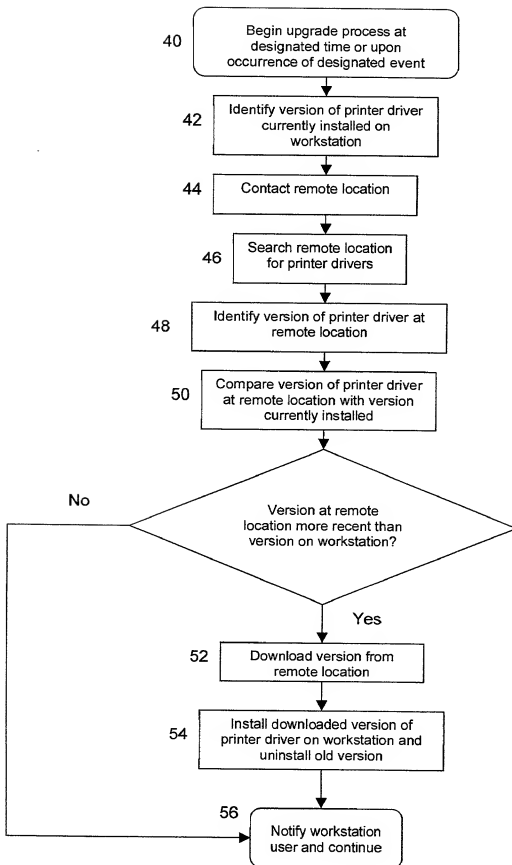 40
Begin upgrade process at
designated time or upon
occurrence of designated event
42
Identify version of printer driver
currently installed on
workstation
44
Contact remote location
46
Search remote location
for printer drivers
48
Identify version of printer driver at
remote location
50
Compare version of printer driver
at remote location with version
currently installed
No
Version at remote
location more recent than
version on workstation?
Yes
52
Download version from
remote location
54
Install downloaded version of
printer driver on workstation and
uninstall old version
56
Notify workstation
user and continue